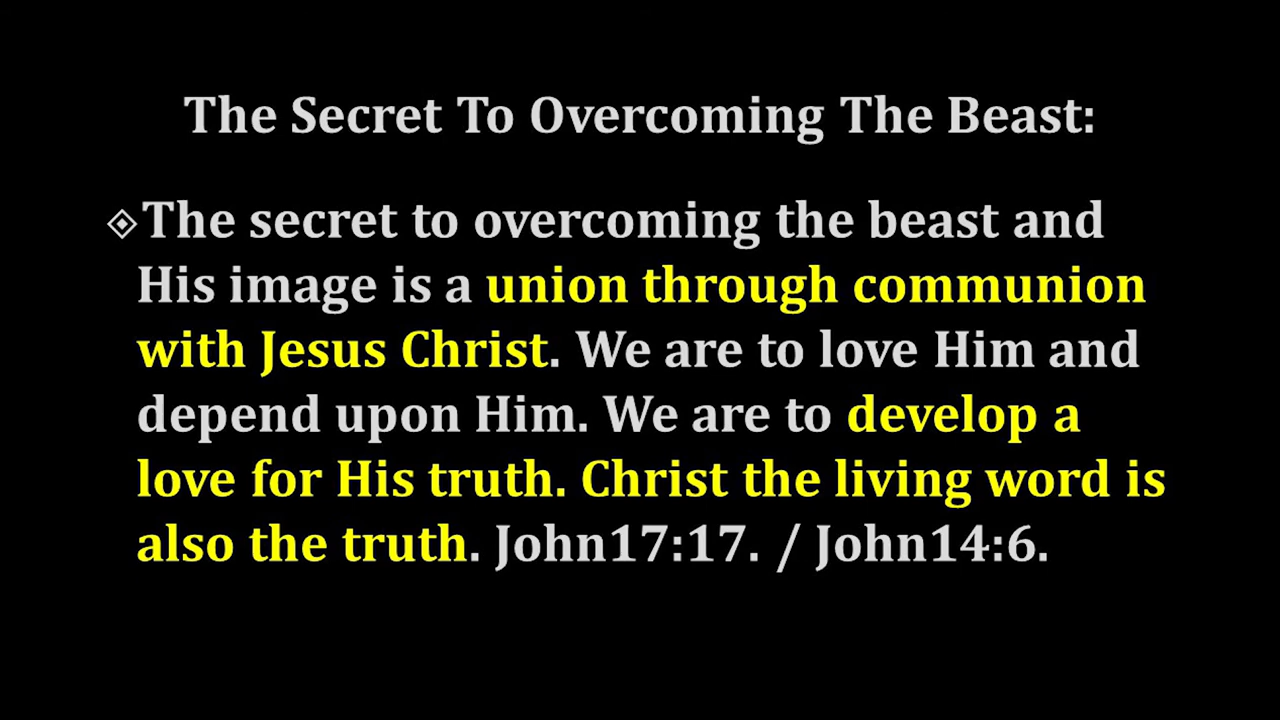 The Secret To Overcoming The Beast:
The secret to overcoming the beast and
His image is a union through communion
with Jesus Christ. We are to love Him and
depend upon Him. We are to develop a
love for His truth. Christ the living word is
also the truth. John17:17. / John14:6.